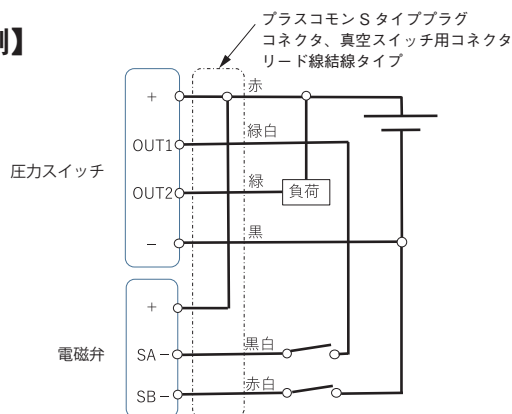 プラスコモン S タイププラグ
コネクタ、真空スイッチ用コネクタ
リード線結線タイプ
】
赤
+
緑白
OUT1
圧力スイッチ
緑
OUT2
負荷
黒
−
+
黒白
電磁弁
SA −
赤白
SB −